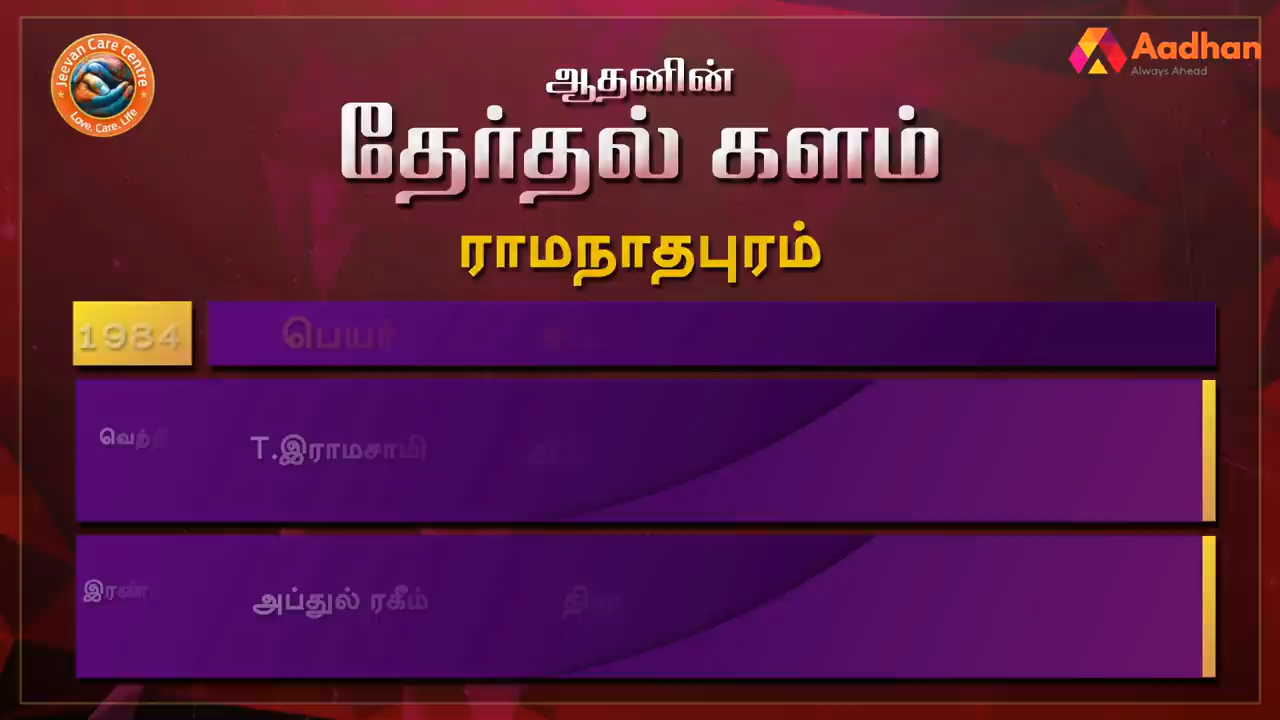 Jeevan Care Centre
Love. Care. Life
Aadhan
Always Ahead
ஆதனின்
தேர்தல் களம்
ராமநாதபுரம்
1984 பெயர்
T.இராமசாமி
அப்துல் ரகீம்